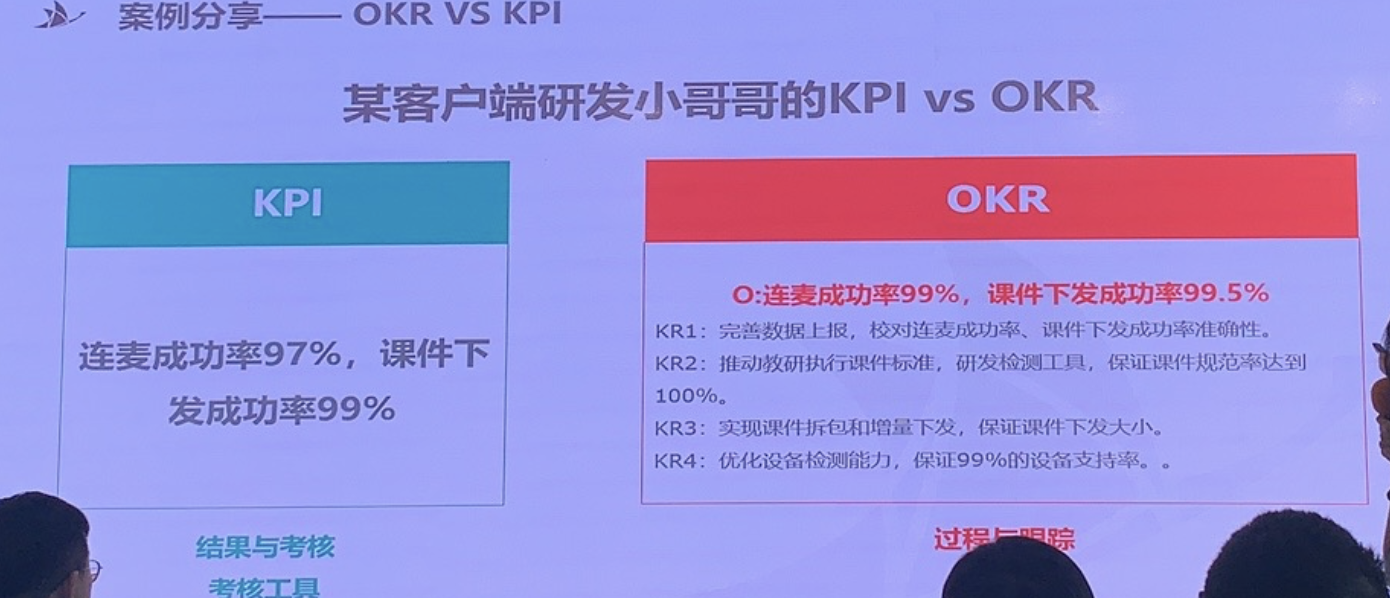 案例分享—— OKR VS KPI
某客户端研发小哥哥的KPI vs OKR
KPI
连麦成功率97%，课件下
发成功率99%
结果与考核
考核工具
OKR
O:连麦成功率99%，课件下发成功率99.5%
KR1：完善数据上报，校对连麦成功率、课件下发成功率准确性。
KR2：推动教研执行课件标准，研发检测工具，保证课件规范率达到
100%。
KR3：实现课件拆包和增量下发，保证课件下发大小。
KR4：优化设备检测能力，保证99%的设备支持率。。
过程与跟踪